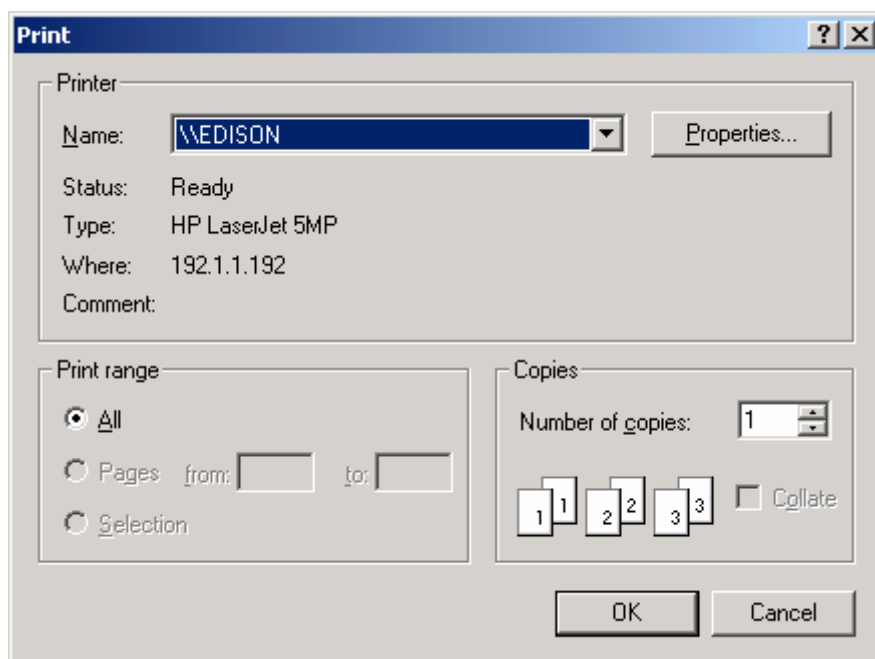 Print
Printer
Name: \\EDISON Properties...
Status: Ready
Type: HP LaserJet 5MP
Where: 192.1.1.192
Comment:
Print range
All
Pages from: to:
Selection
Copies
Number of copies: 1
1 1 2 2 3 3 Collate
OK Cancel